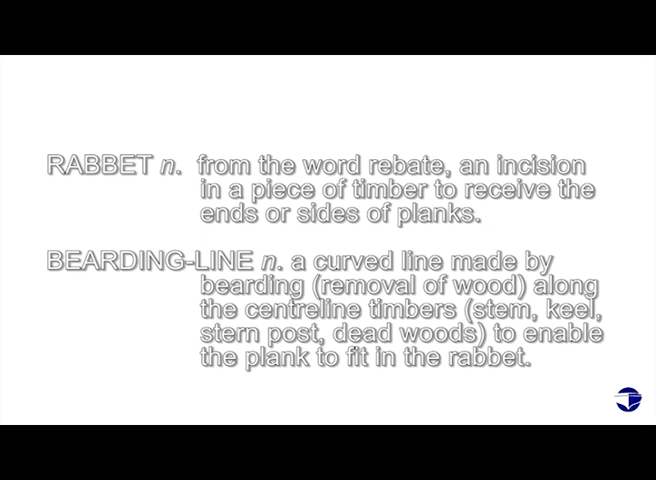 RABBET n. from the word rebate, an incision
in a piece of timber to receive the
ends or sides of planks.
BEARDING-LINE n. a curved line made by
bearding (removal of wood) along
the centreline timbers (stem, keel,
stern post, dead woods) to enable
the plank to fit in the rabbet.